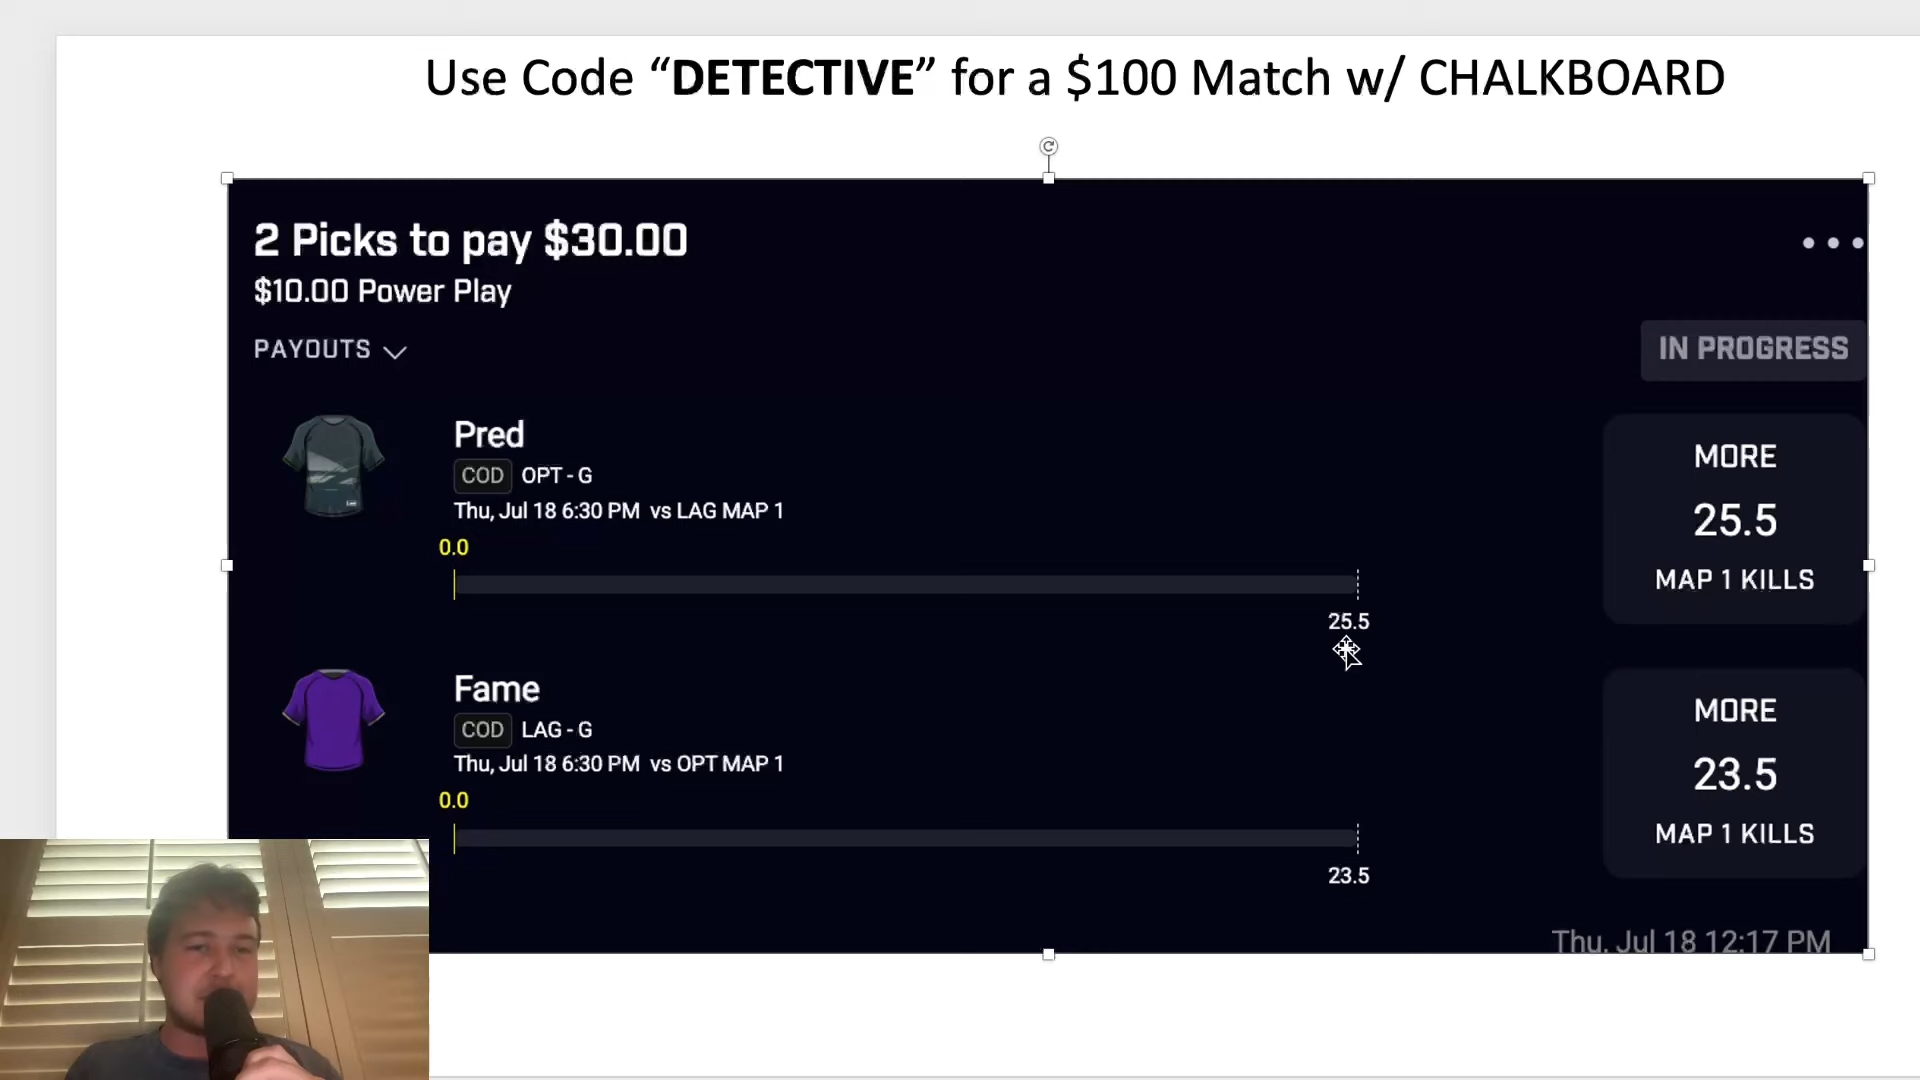 Use Code “DETECTIVE” for a $100 Match w/ CHALKBOARD
2 Picks to pay $30.00
$10.00 Power Play
PAYOUTS
IN PROGRESS
Pred
COD OPT - G
Thu, Jul 18 6:30 PM vs LAG MAP 1
0.0
25.5
MORE
25.5
MAP 1 KILLS
Fame
COD LAG - G
Thu, Jul 18 6:30 PM vs OPT MAP 1
0.0
23.5
MORE
23.5
MAP 1 KILLS
Thu, Jul 18 12:17 PM